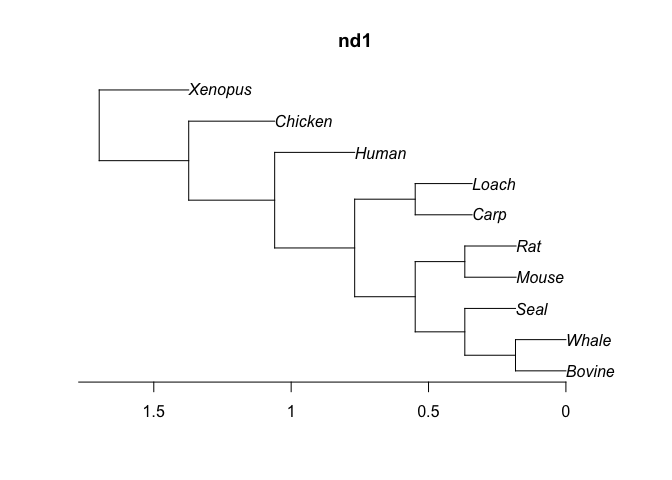 nd1
Xenopus
Chicken
Human
Loach
Carp
Rat
Mouse
Seal
Whale
Bovine
1.5 1 0.5 0